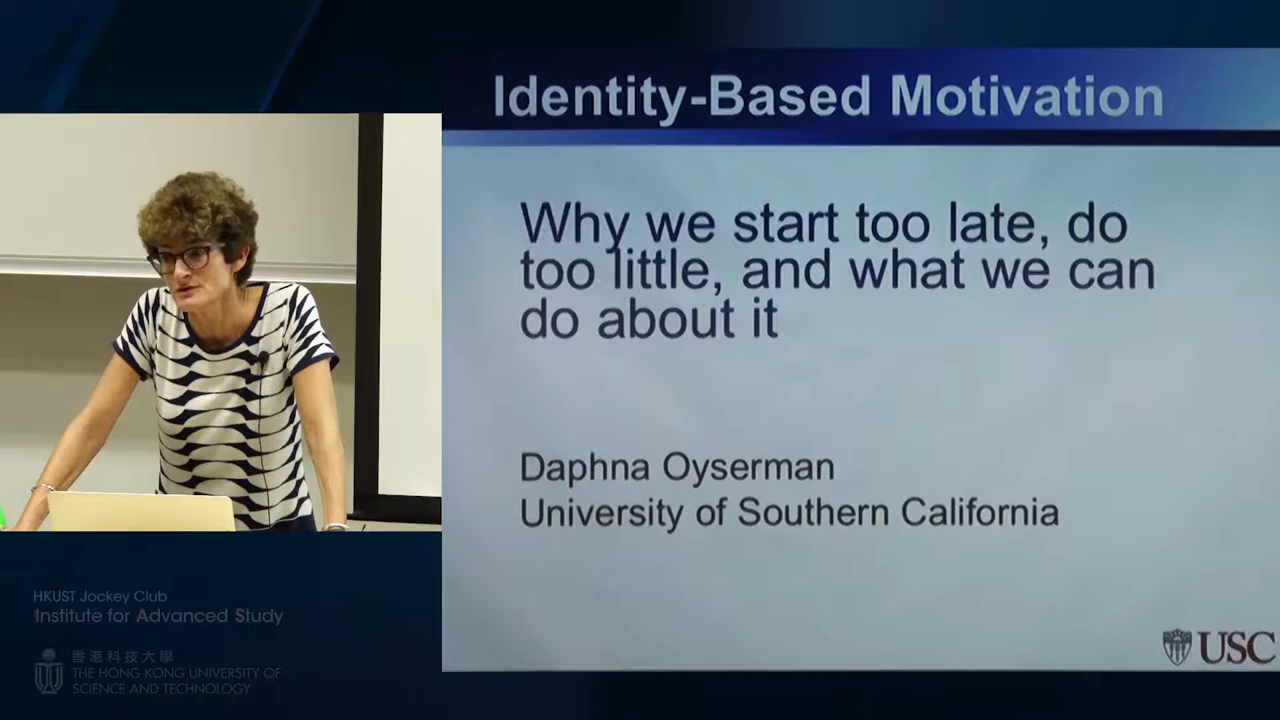 Identity-Based Motivation
Why we start too late, do
too little, and what we can
do about it
Daphna Oyserman
University of Southern California
USC
HKUST Jockey Club
Institute for Advanced Study
香港科技大學
THE HONG KONG UNIVERSITY OF
SCIENCE AND TECHNOLOGY